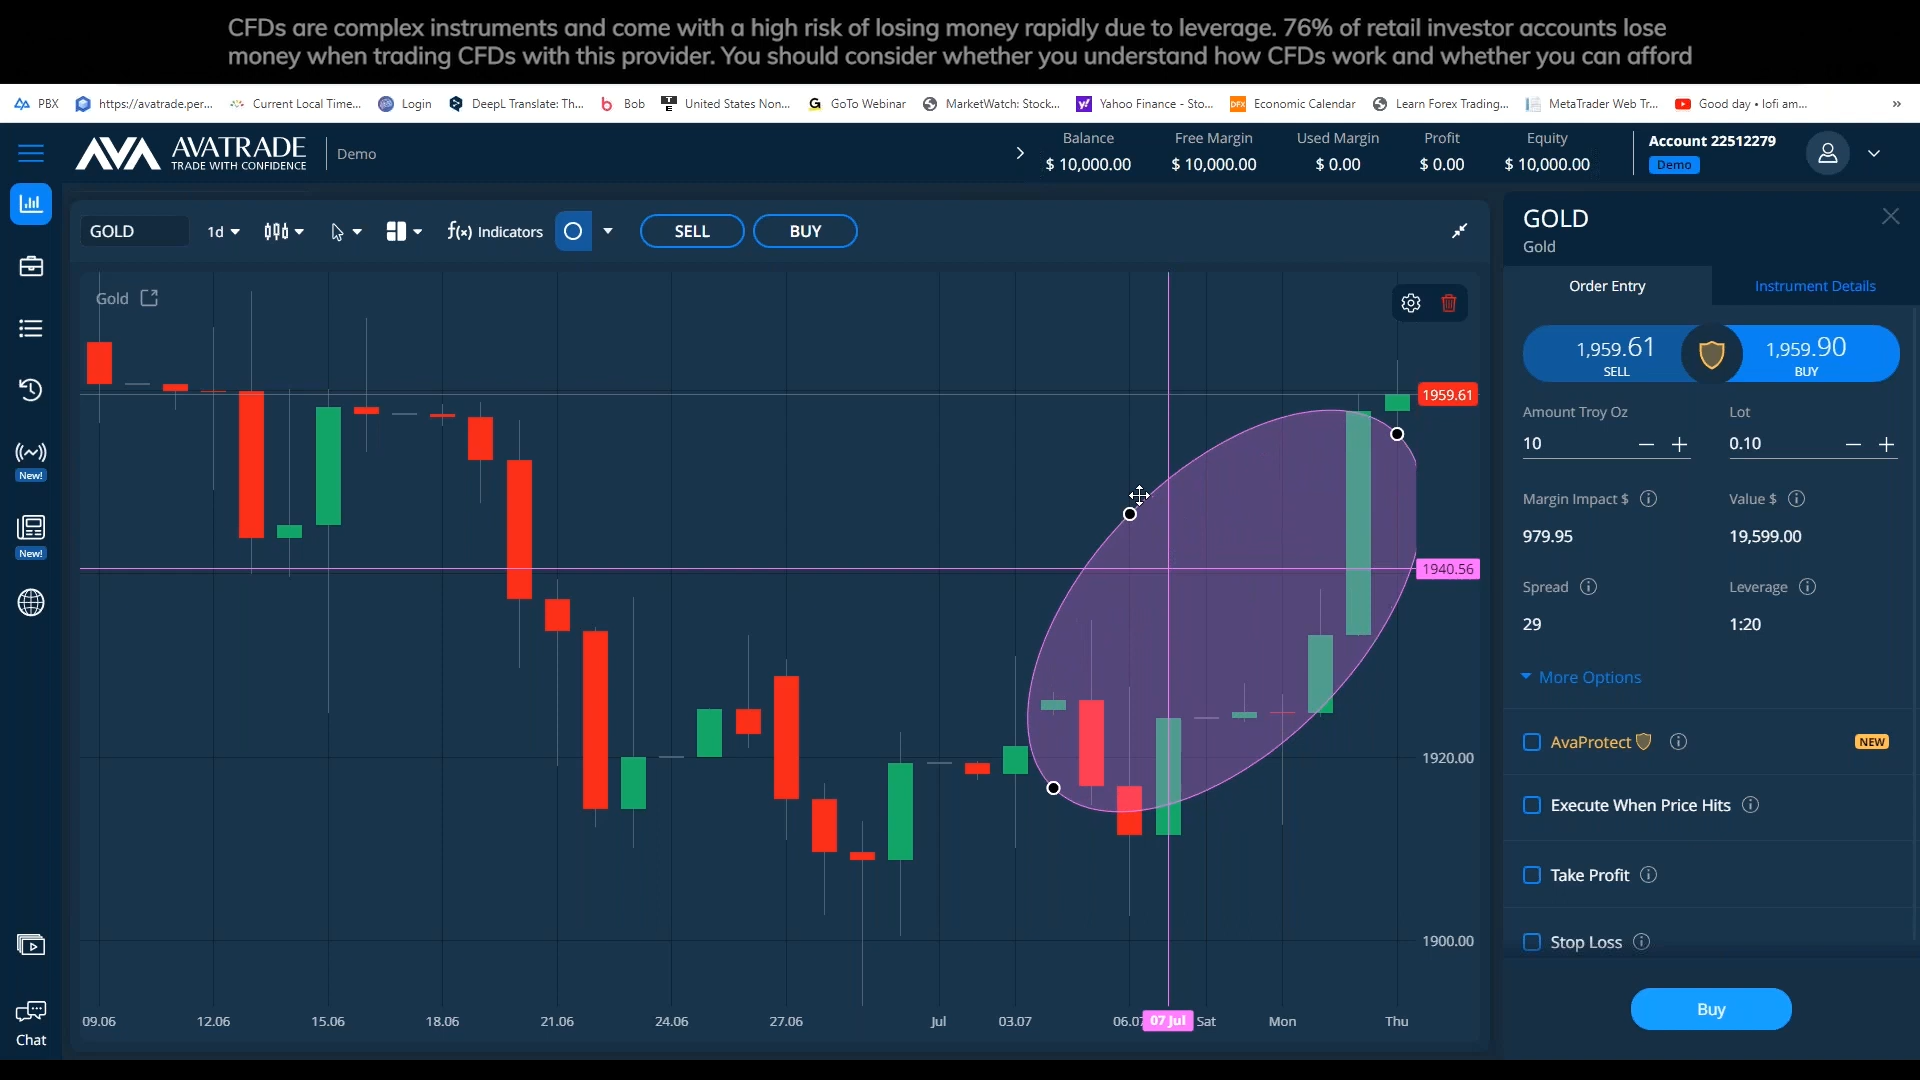 CFDs are complex instruments and come with a high risk of losing money rapidly due to leverage. 76% of retail investor accounts lose
money when trading CFDs with this provider. You should consider whether you understand how CFDs work and whether you can afford
PBX https://avatrade.per... Current Local Time... Login DeepL Translate: Th... Bob United States Non... GoTo Webinar MarketWatch: Stock... Yahoo Finance - Sto... Economic Calendar Learn Forex Trading... MetaTrader Web Tr... Good day • lofi am... »
AVA AVATRADE
TRADE WITH CONFIDENCE
Demo
Balance Free Margin Used Margin Profit Equity
$ 10,000.00 $ 10,000.00 $ 0.00 $ 0.00 $ 10,000.00
Account 22512279
Demo
GOLD 1d f(x) Indicators SELL BUY
Gold
1959.61
1940.56
1920.00
1900.00
09.06 12.06 15.06 18.06 21.06 24.06 27.06 Jul 03.07 06.07 07 Jul Sat Mon Thu
New!
New!
Chat
GOLD
Gold
Order Entry Instrument Details
1,959.61 1,959.90
SELL BUY
Amount Troy Oz Lot
10 0.10
Margin Impact $ Value $
979.95 19,599.00
Spread Leverage
29 1:20
More Options
AvaProtect NEW
Execute When Price Hits
Take Profit
Stop Loss
Buy